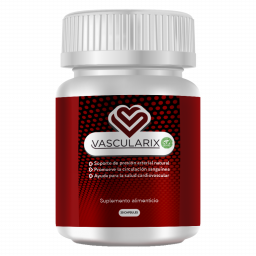 VASCULARIX
Soporte de presión arterial natural
Promueve la circulación sanguínea
Ayuda para la salud cardiovascular
Suplemento alimenticio